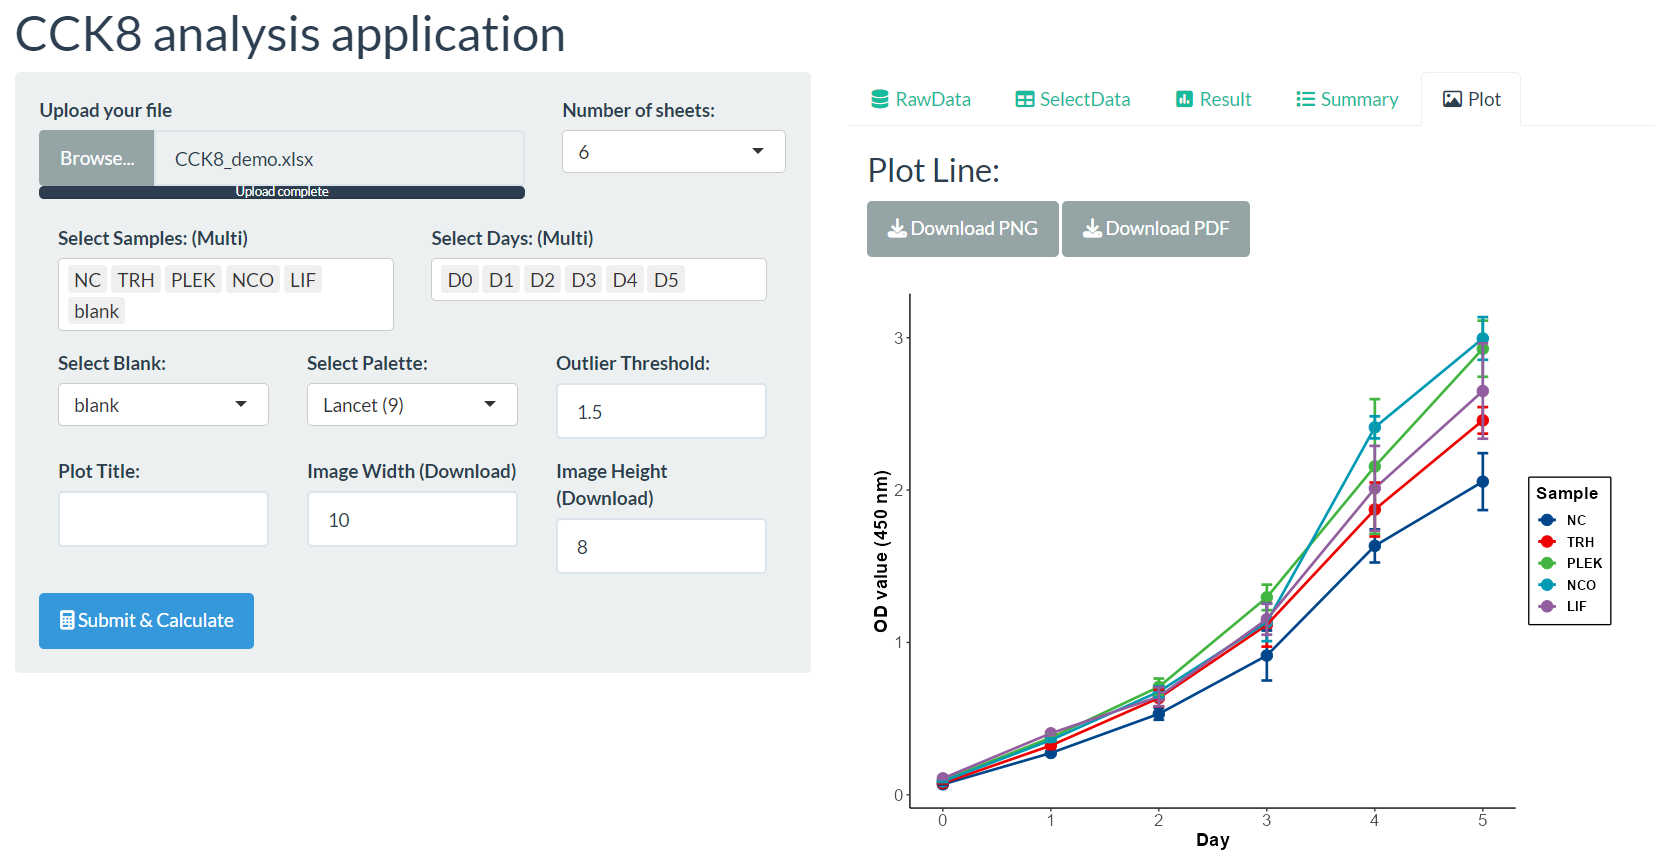 CCK8 analysis application
Upload your file
Number of sheets:
Browse...
CCK8_demo.xlsx
6
Upload complete
Select Samples: (Multi)
Select Days: (Multi)
NC TRH PLEK NCO LIF
blank
D0 D1 D2 D3 D4 D5
Select Blank:
Select Palette:
Outlier Threshold:
blank
Lancet (9)
1.5
Plot Title:
Image Width (Download)
Image Height
(Download)
10
8
Submit & Calculate
RawData
SelectData
Result
Summary
Plot
Plot Line:
Download PNG
Download PDF
OD value (450 nm)
3
2
1
0
0 1 2 3 4 5
Day
Sample
NC
TRH
PLEK
NCO
LIF